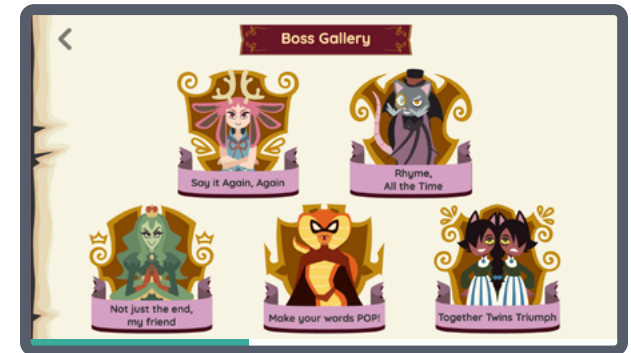 Boss Gallery
Say it Again, Again
Rhyme,
All the Time
Not just the end,
my friend
Make your words POP!
Together Twins Triumph